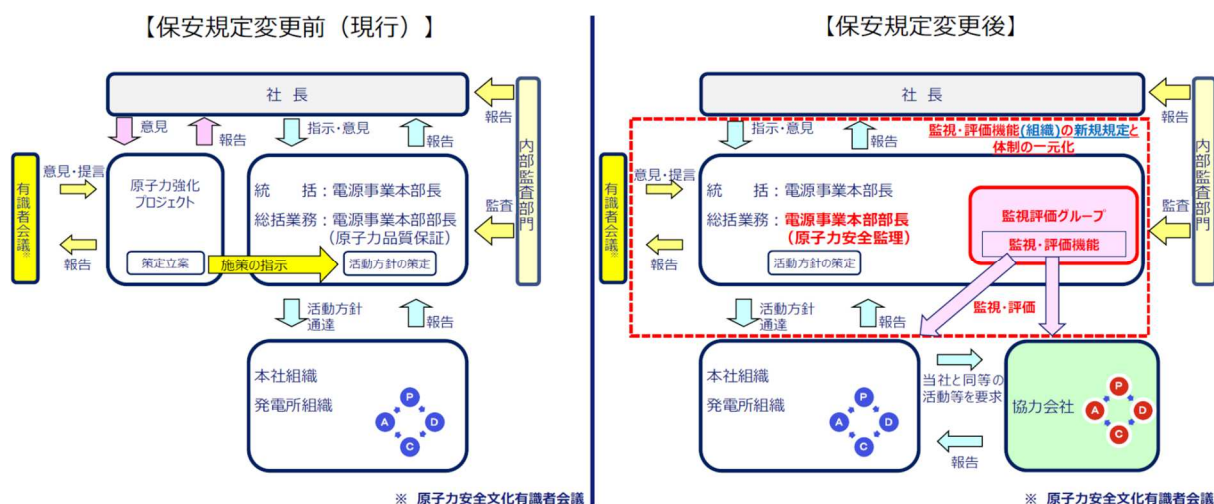 【保安規定変更前（現行）】
社 長
意見
報告
指示・意見
報告
報告
内部監査部門
有識者会議※
意見・提言
報告
原子力強化
プロジェクト
策定立案
施策の指示
統 括：電源事業本部長
総括業務：電源事業本部部長
（原子力品質保証）
活動方針の策定
監査
活動方針
通達
報告
本社組織
発電所組織
P
D
C
A
※ 原子力安全文化有識者会議
【保安規定変更後】
社 長
指示・意見
報告
報告
内部監査部門
監視・評価機能(組織)の新規規定と
体制の一元化
有識者会議※
意見・提言
報告
統 括：電源事業本部長
総括業務：電源事業本部部長
（原子力安全監理）
活動方針の策定
監視評価グループ
監視・評価機能
監査
活動方針
通達
報告
監視・評価
本社組織
発電所組織
P
D
C
A
当社と同等の
活動等を要求
報告
協力会社
P
D
C
A
※ 原子力安全文化有識者会議